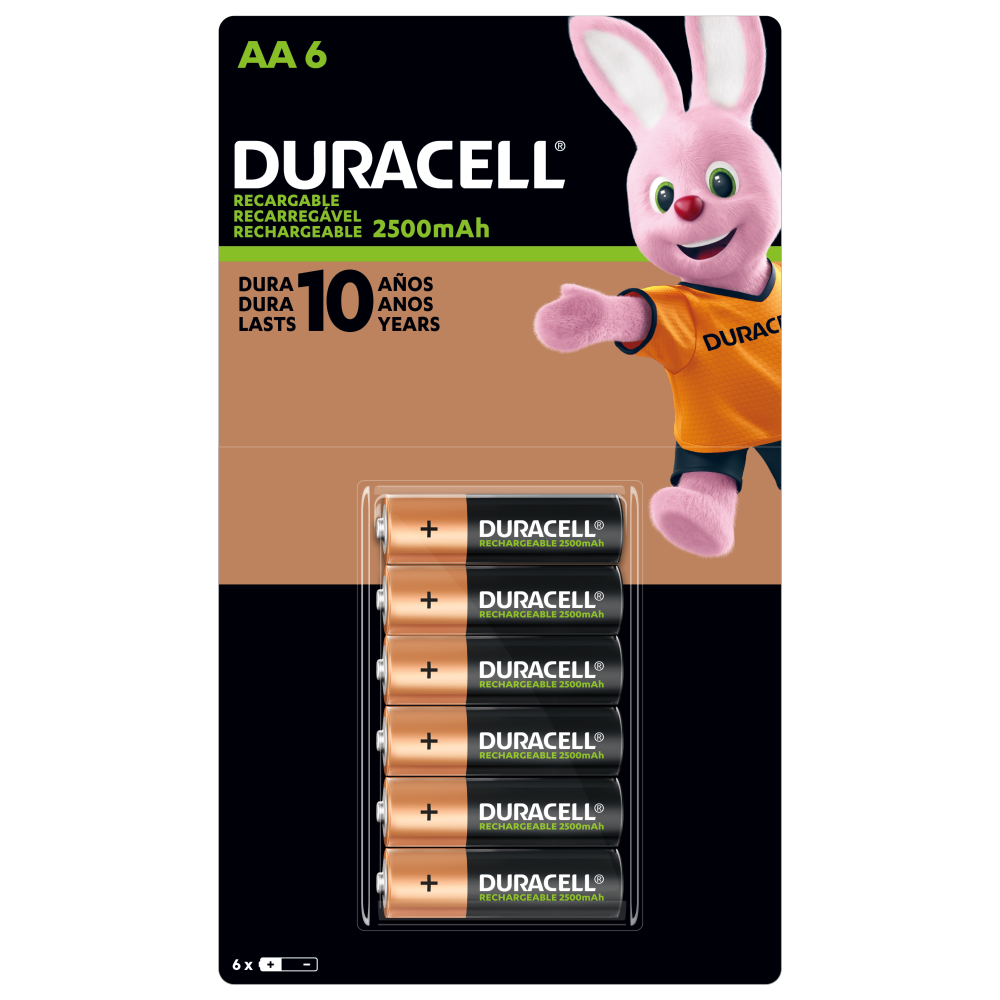 AA 6
DURACELL®
RECARGABLE
RECARREGÁVEL
RECHARGEABLE 2500mAh
DURA 10 AÑOS
DURA ANOS
LASTS YEARS
DURACE
+ DURACELL®
RECHARGEABLE 2500mAh
+ DURACELL®
RECHARGEABLE 2500mAh
+ DURACELL®
RECHARGEABLE 2500mAh
+ DURACELL®
RECHARGEABLE 2500mAh
+ DURACELL®
RECHARGEABLE 2500mAh
+ DURACELL®
RECHARGEABLE 2500mAh
6 x + −